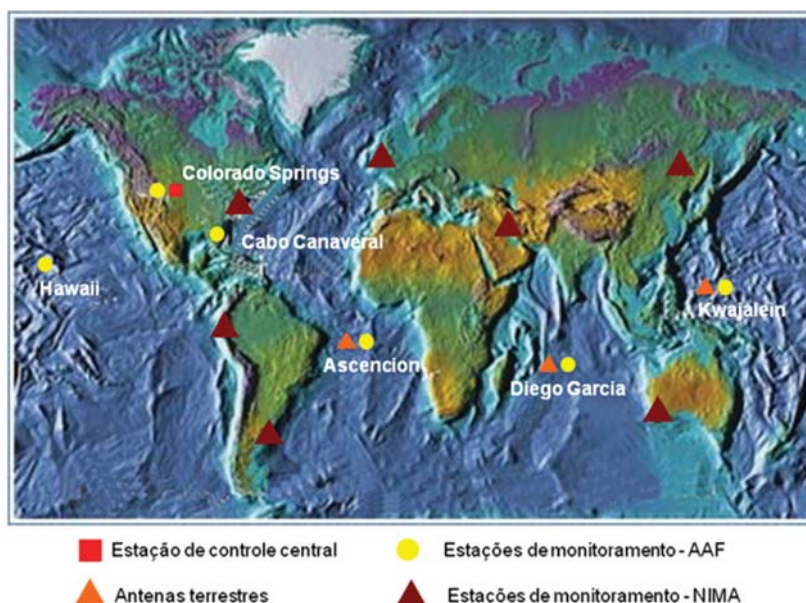 Colorado Springs
Cabo Canaveral
Hawaii
Kwajalein
Ascencion
Diego Garcia
Estação de controle central
Estações de monitoramento - AAF
Antenas terrestres
Estações de monitoramento - NIMA